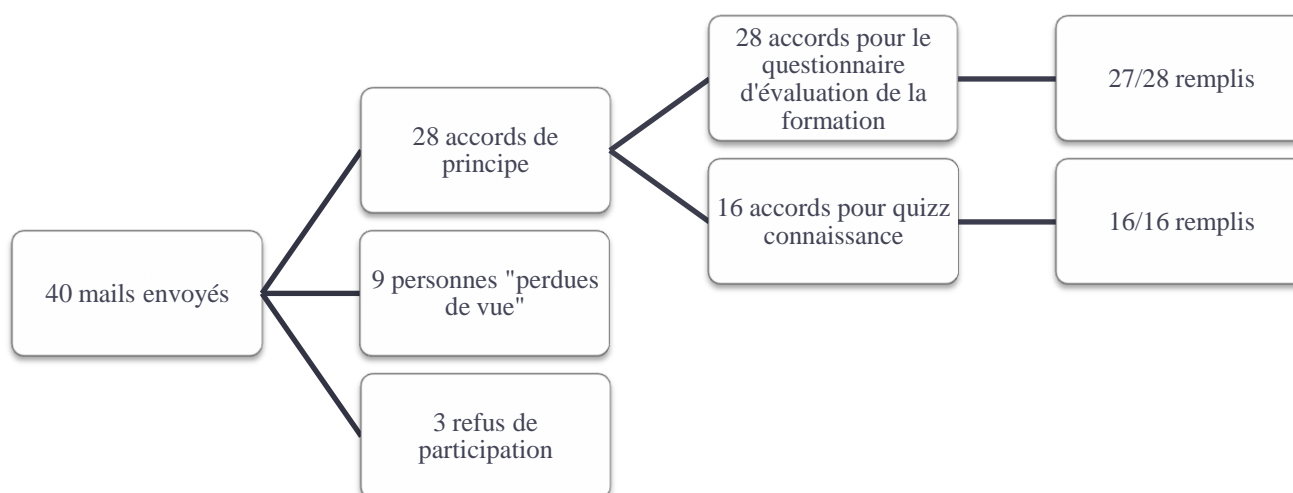 40 mails envoyés
28 accords de
principe
9 personnes "perdues
de vue"
3 refus de
participation
28 accords pour le
questionnaire
d'évaluation de la
formation
16 accords pour quizz
connaissance
27/28 remplis
16/16 remplis